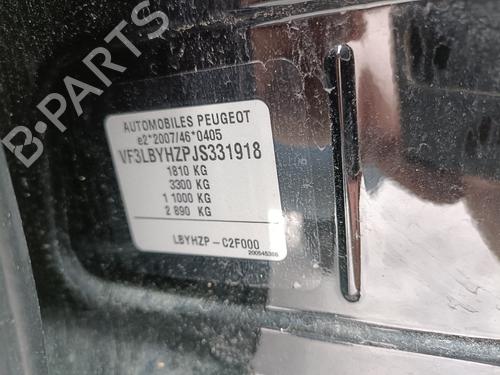 AUTOMOBILES PEUGEOT
e2*2007/46*0405
VF3LBYHZPJS331918
1810 KG
3300 KG
1 1000 KG
2 890 KG
LBYHZP - C2F000